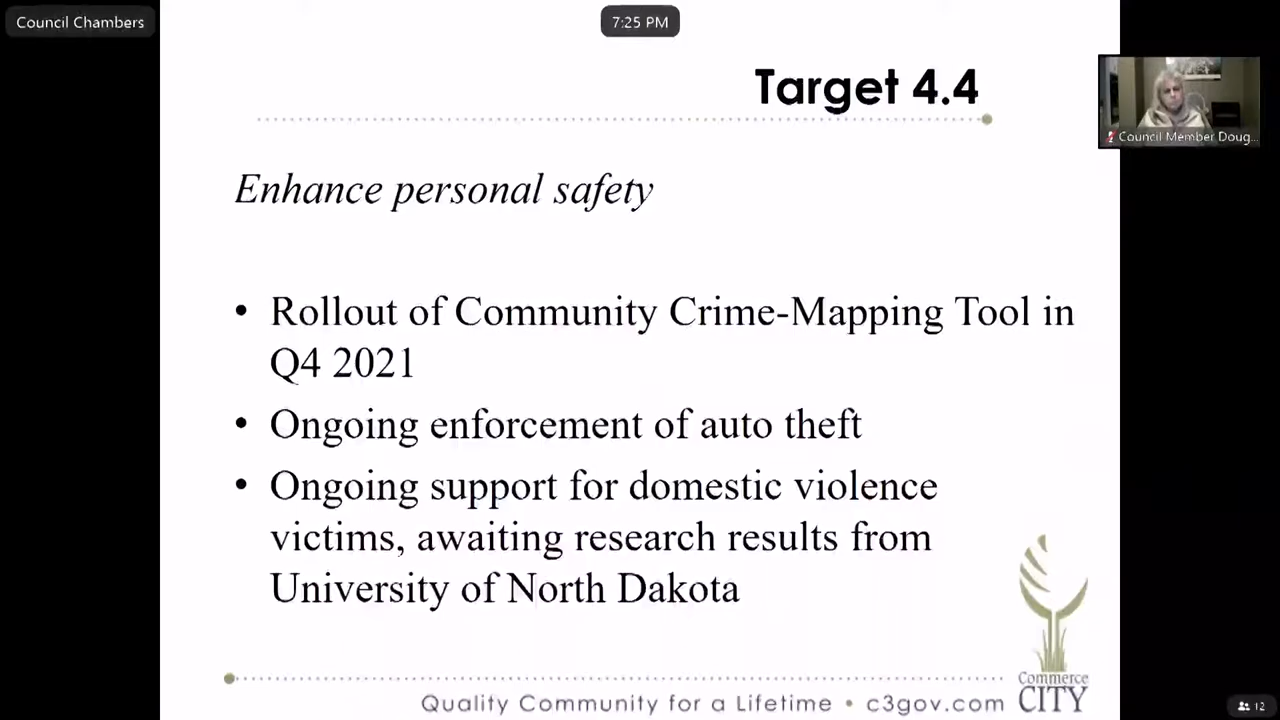 Council Chambers
7:25 PM
Target 4.4
Council Member Doug...
Enhance personal safety
• Rollout of Community Crime-Mapping Tool in
Q4 2021
• Ongoing enforcement of auto theft
• Ongoing support for domestic violence
victims, awaiting research results from
University of North Dakota
Commerce
CITY
Quality Community for a Lifetime • c3gov.com
12